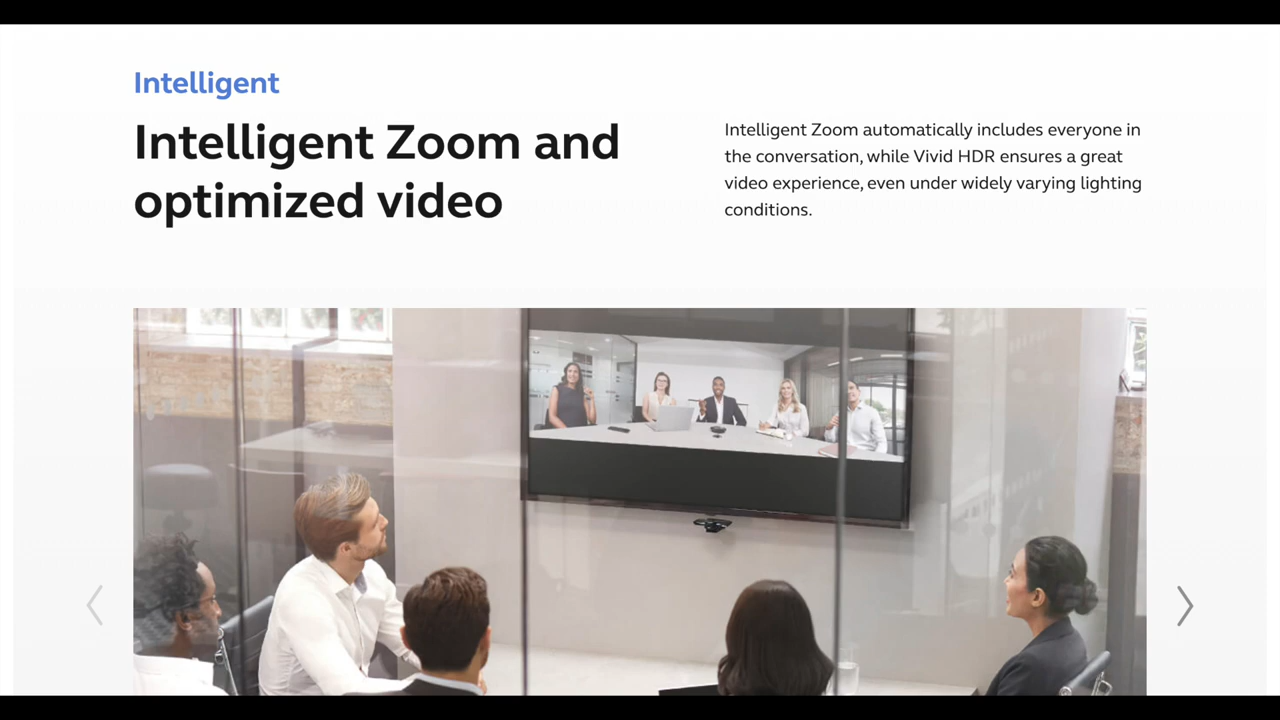 Intelligent
Intelligent Zoom and
optimized video
Intelligent Zoom automatically includes everyone in
the conversation, while Vivid HDR ensures a great
video experience, even under widely varying lighting
conditions.